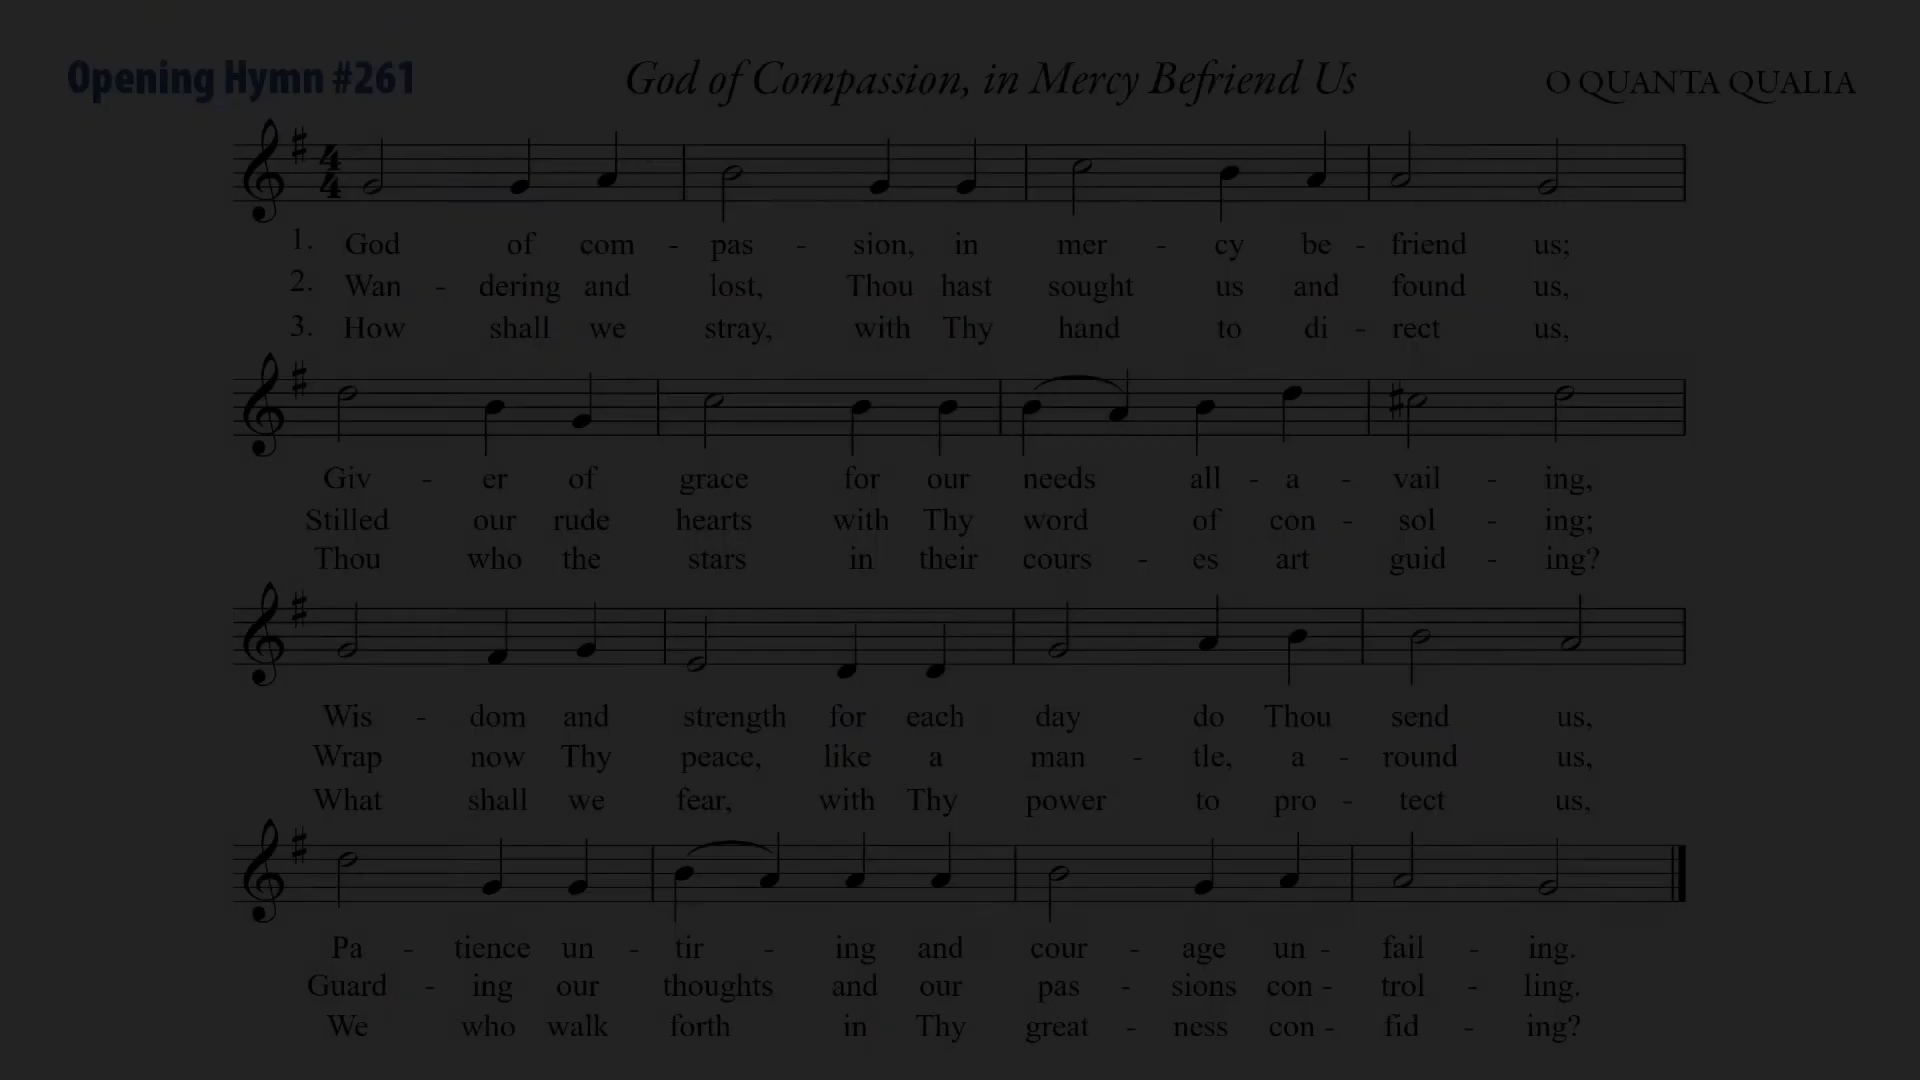 Opening Hymn #261 God of Compassion, in Mercy Befriend Us O QUANTA QUALIA
4 4
1. God of com - pas - sion, in mer - cy be - friend us;
2. Wan - dering and lost, Thou hast sought us and found us,
3. How shall we stray, with Thy hand to di - rect us,
Giv - er of grace for our needs all - a - vail - ing,
Stilled our rude hearts with Thy word of con - sol - ing;
Thou who the stars in their cours - es art guid - ing?
Wis - dom and strength for each day do Thou send us,
Wrap now Thy peace, like a man - tle, a - round us,
What shall we fear, with Thy power to pro - tect us,
Pa - tience un - tir - ing and cour - age un - fail - ing.
Guard - ing our thoughts and our pas - sions con - trol - ling.
We who walk forth in Thy great - ness con - fid - ing?